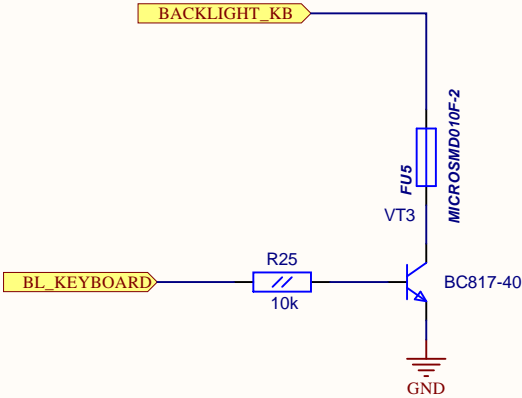 BACKLIGHT_KB
FU5
MICROSMD010F-2
VT3
R25
BL_KEYBOARD
BC817-40
10k
GND